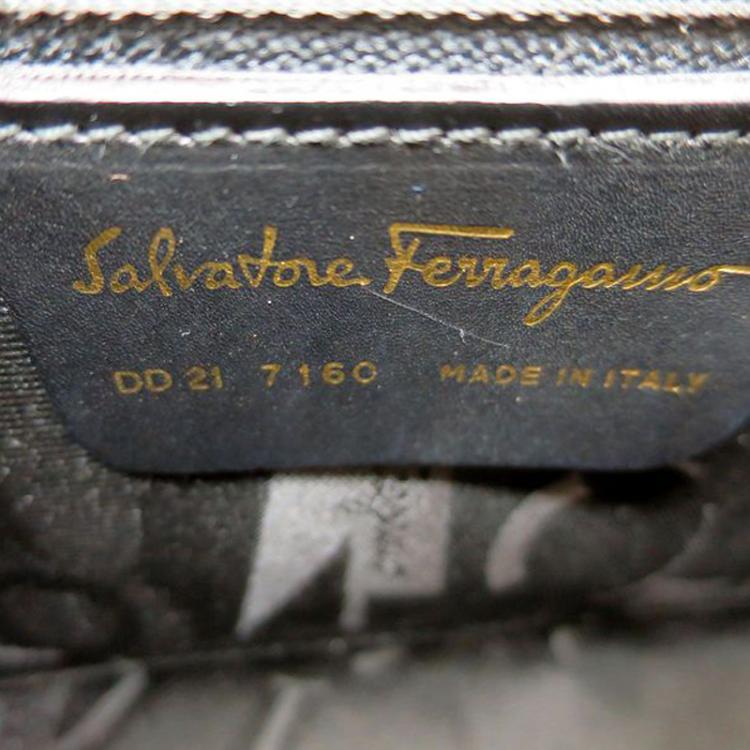 Salvatore Ferragamo
DD 21 7160 MADE IN ITALY